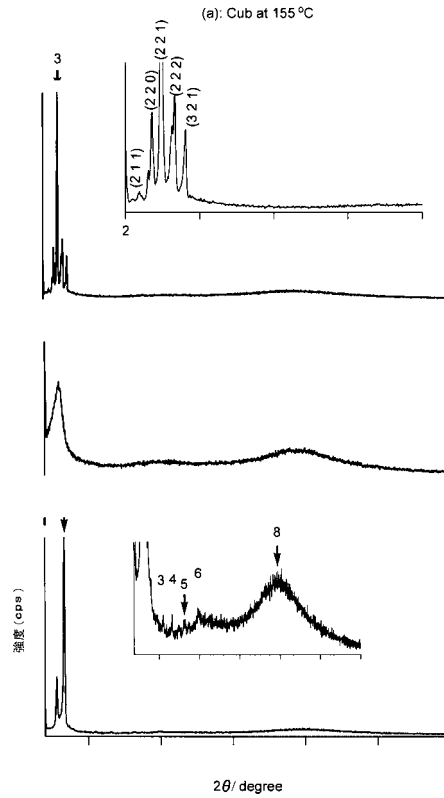 (a): Cub at 155 °C
3
(2 1 1)
(2 2 0)
(2 2 1)
(2 2 2)
(3 2 1)
2
3 4 5 6 8
強度 (cps)
2θ/ degree